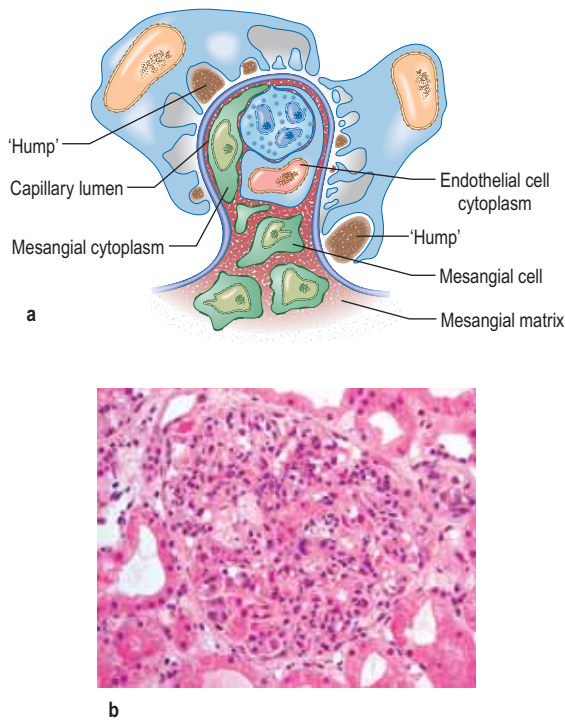 'Hump'
Capillary lumen
Mesangial cytoplasm
Endothelial cell
cytoplasm
'Hump'
Mesangial cell
Mesangial matrix
a
b